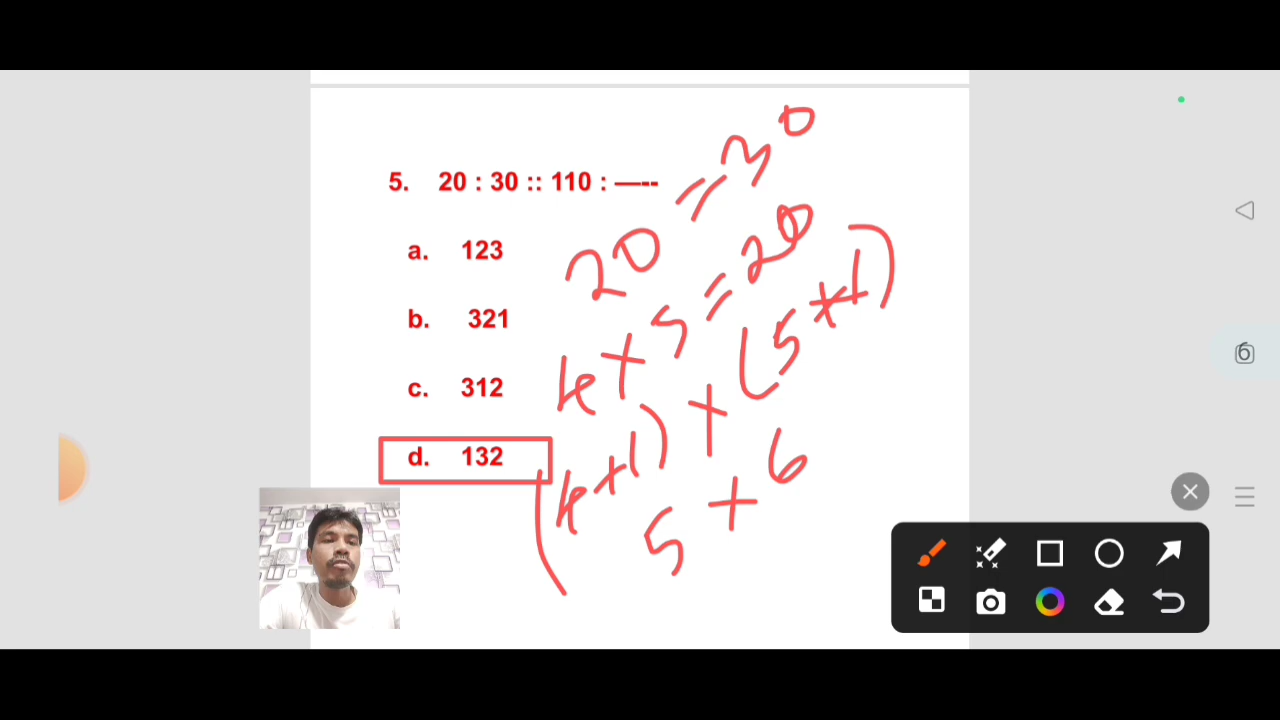 5. 20 : 30 :: 110 : —--
a. 123
b. 321
c. 312
d. 132
20 = 30
4 × 5 = 20
(4+1) × (5+1)
5 × 6
6